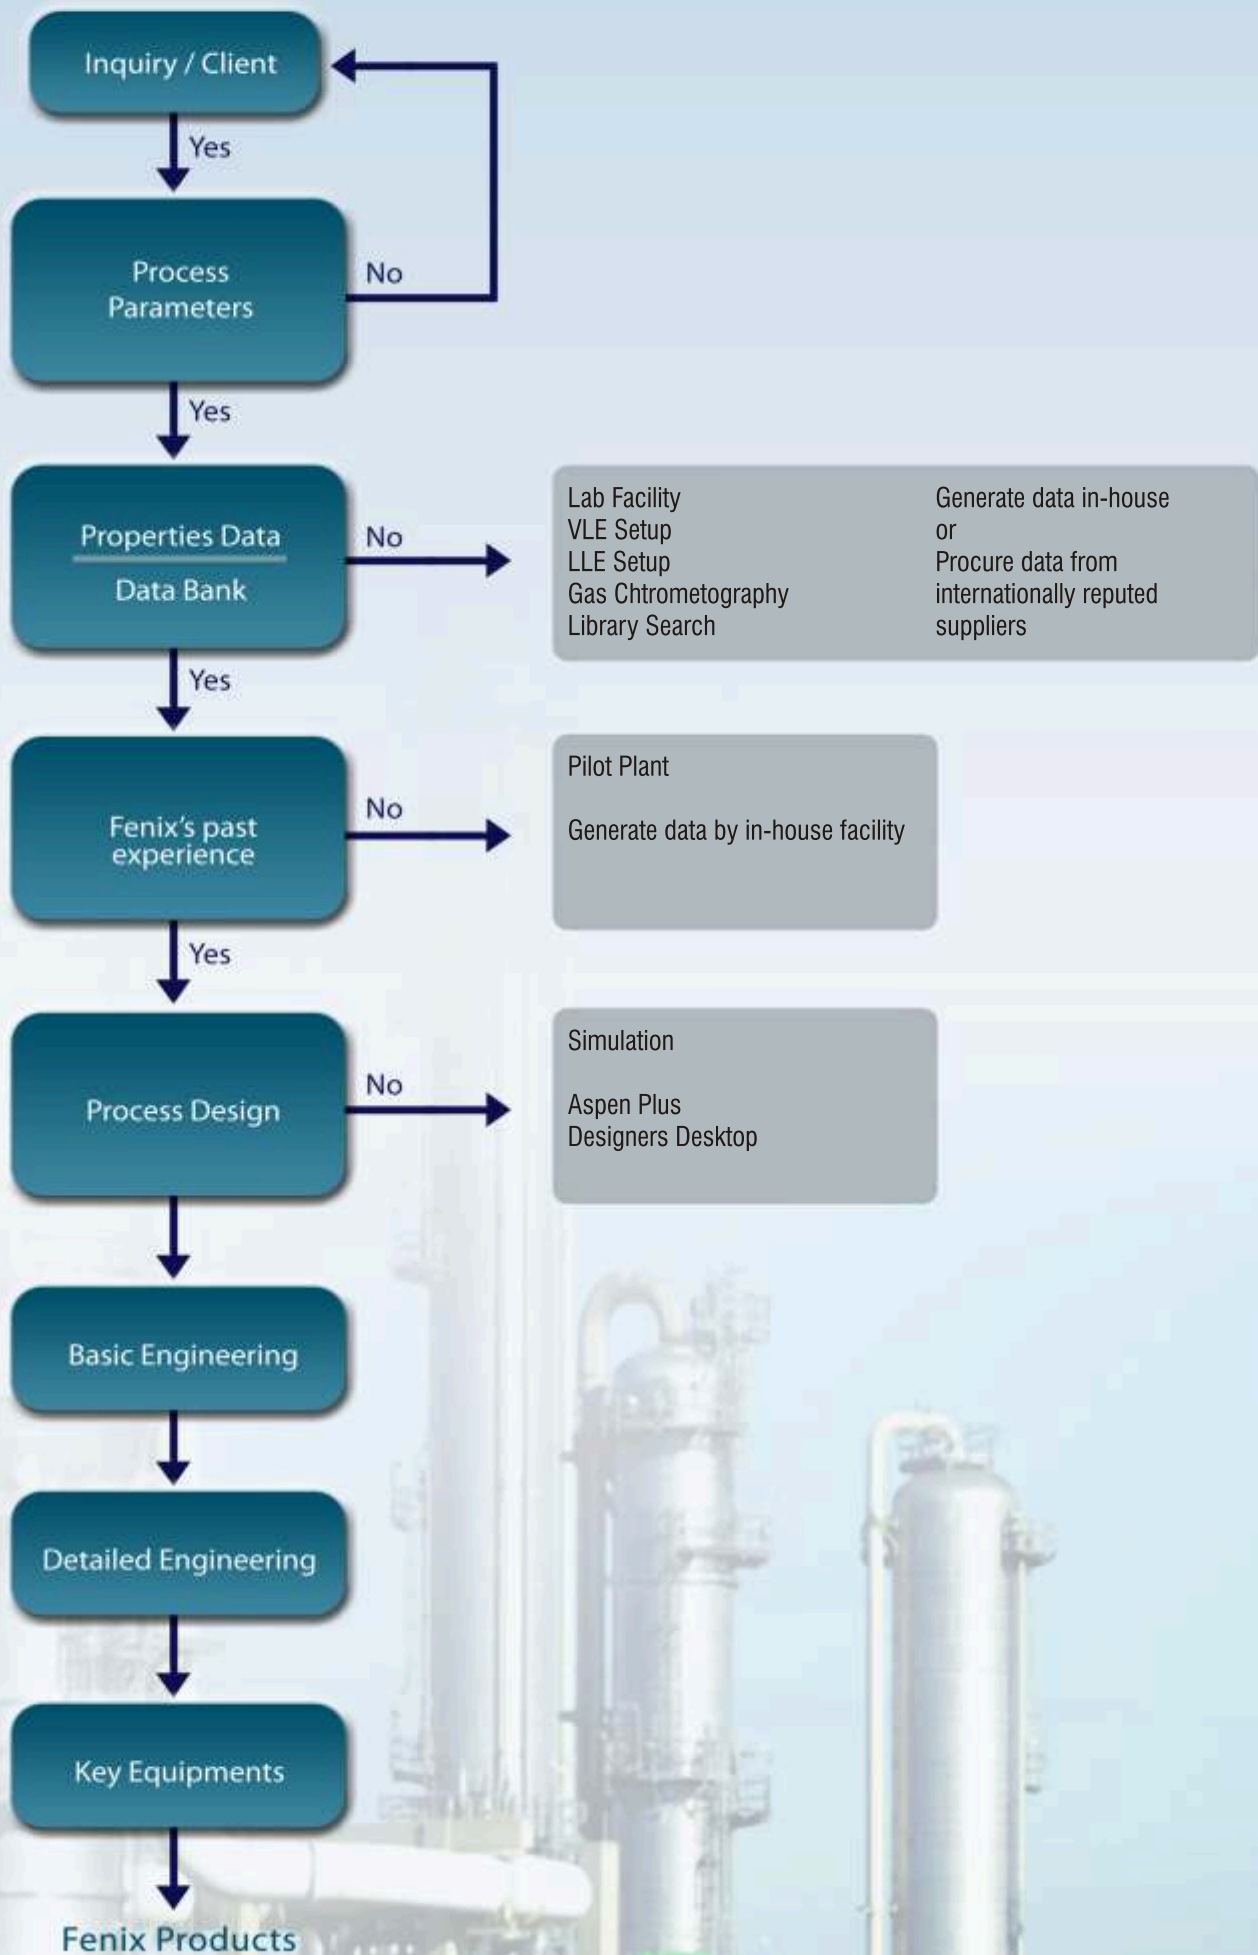 Inquiry / Client
Yes
Process
Parameters
No
Yes
Properties Data
Data Bank
No
Lab Facility
VLE Setup
LLE Setup
Gas Chtrometography
Library Search
Generate data in-house
or
Procure data from
internationally reputed
suppliers
Yes
Fenix's past
experience
No
Pilot Plant
Generate data by in-house facility
Yes
Process Design
No
Simulation
Aspen Plus
Designers Desktop
Basic Engineering
Detailed Engineering
Key Equipments
Fenix Products